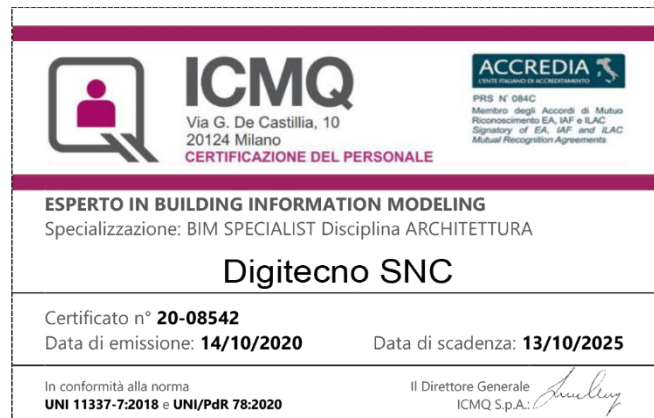 ICMQ
Via G. De Castillia, 10
20124 Milano
CERTIFICAZIONE DEL PERSONALE
ACCREDIA
L'ENTE ITALIANO DI ACCREDITAMENTO
PRS N° 084C
Membro degli Accordi di Mutuo
Riconoscimento EA, IAF e ILAC
Signatory of EA, IAF and ILAC
Mutual Recognition Agreements
ESPERTO IN BUILDING INFORMATION MODELING
Specializzazione: BIM SPECIALIST Disciplina ARCHITETTURA
Digitecno SNC
Certificato n° 20-08542
Data di emissione: 14/10/2020 Data di scadenza: 13/10/2025
In conformità alla norma
UNI 11337-7:2018 e UNI/PdR 78:2020
Il Direttore Generale
ICMQ S.p.A.: